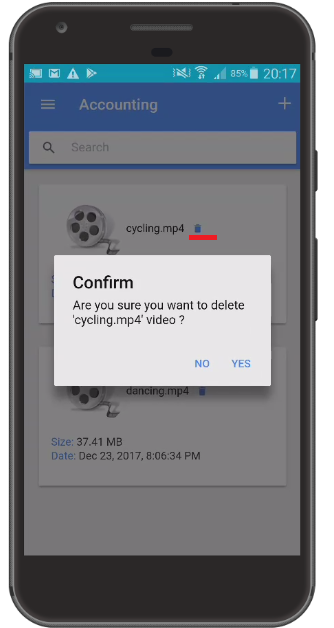 85% 20:17
Accounting
Search
cycling.mp4
Confirm
Are you sure you want to delete
'cycling.mp4' video ?
NO YES
dancing.mp4
Size: 37.41 MB
Date: Dec 23, 2017, 8:06:34 PM